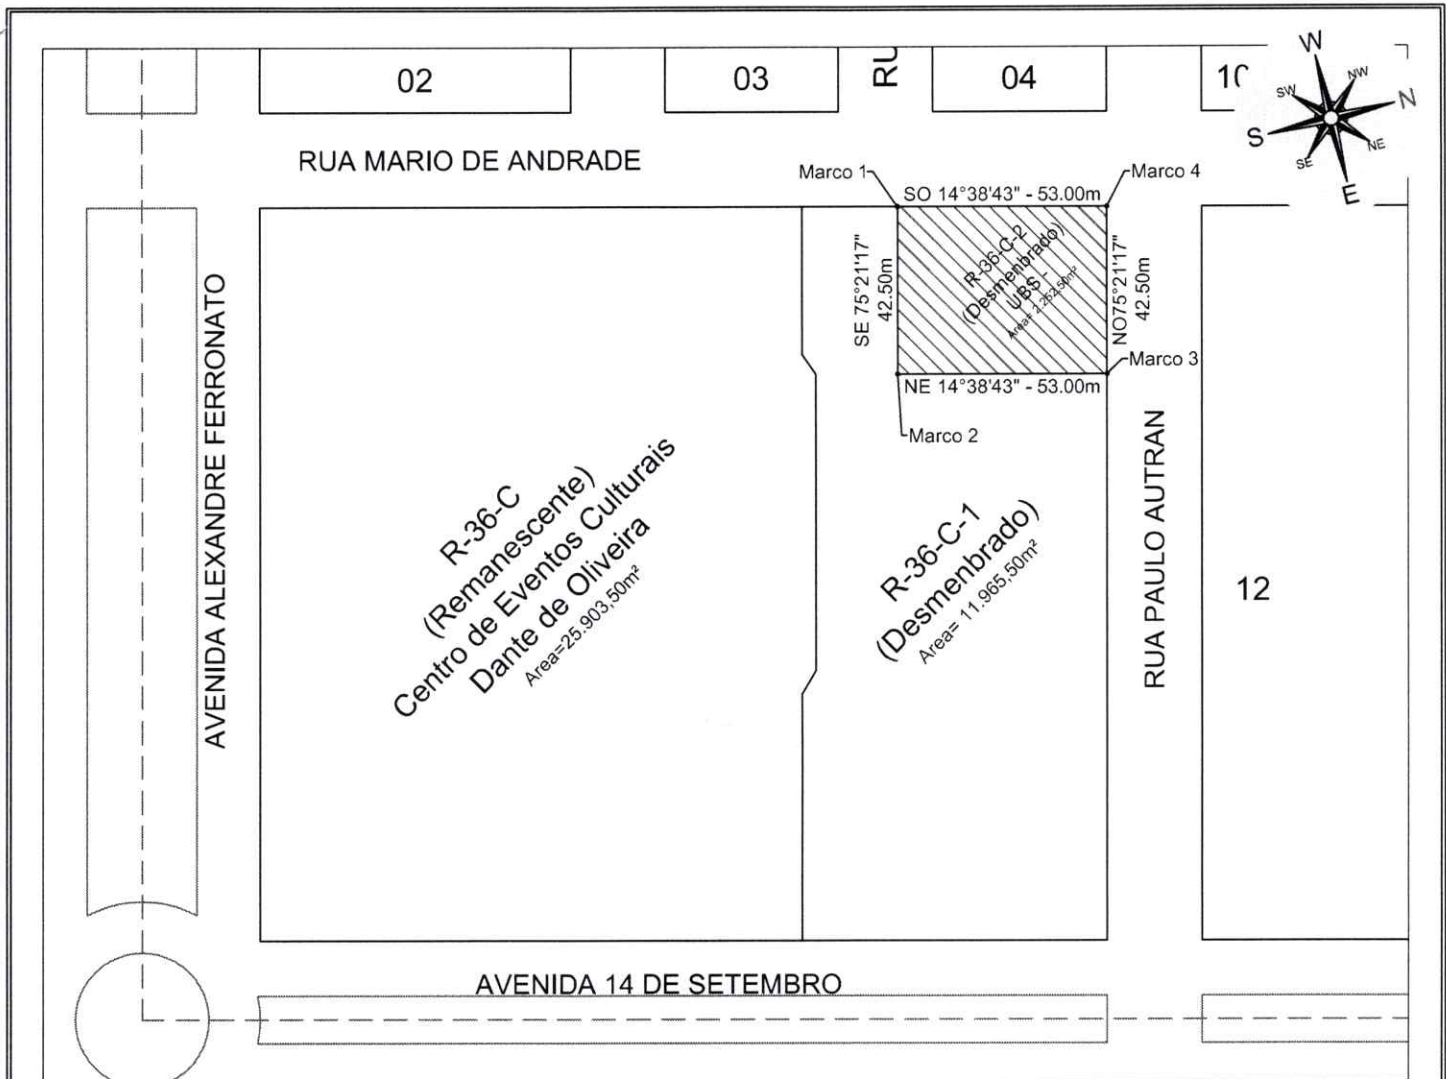 02
03
RU
04
10
W
NW
N
NE
E
SE
S
SW
RUA MARIO DE ANDRADE
Marco 1
SO 14°38'43" - 53.00m
Marco 4
SE 75°21'17"
42.50m
R-36-C-2
(Desmenbrado)
UBS -
Area= 2.252,50m²
NO75°21'17"
42.50m
Marco 3
NE 14°38'43" - 53.00m
Marco 2
AVENIDA ALEXANDRE FERRONATO
R-36-C
(Remanescente)
Centro de Eventos Culturais
Dante de Oliveira
Area=25.903,50m²
R-36-C-1
(Desmenbrado)
Area= 11.965,50m²
RUA PAULO AUTRAN
12
AVENIDA 14 DE SETEMBRO